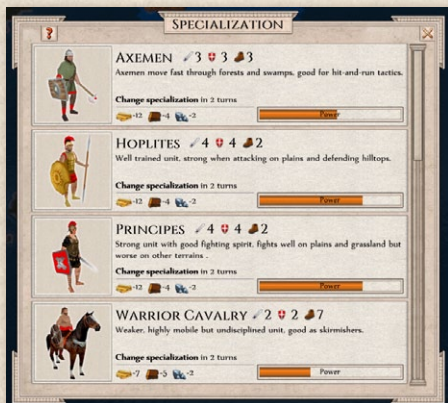 SPECIALIZATION
?
AXEMEN 3 3 3
Axemen move fast through forests and swamps, good for hit-and-run tactics.
Change specialization in 2 turns
-12 -4 -2
Power
HOPLITES 4 4 2
Well trained unit, strong when attacking on plains and defending hilltops.
Change specialization in 2 turns
-12 -4 -2
Power
PRINCIPES 4 4 2
Strong unit with good fighting spirit, fights well on plains and grassland but
worse on other terrains .
Change specialization in 2 turns
-12 -4 -2
Power
WARRIOR CAVALRY 2 2 7
Weaker, highly mobile but undisciplined unit, good as skirmishers.
Change specialization in 2 turns
-7 -5 -2
Power